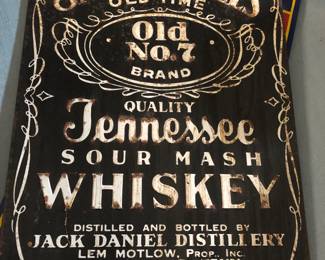 OLD TIME
Old
No. 7
BRAND
QUALITY
Tennessee
SOUR MASH
WHISKEY
DISTILLED AND BOTTLED BY
JACK DANIEL DISTILLERY
LEM MOTLOW, PROP., INC.